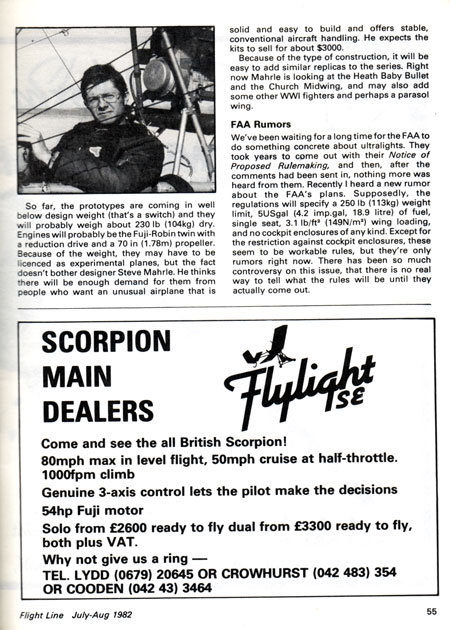 So far, the prototypes are coming in well
below design weight (that's a switch) and they
will probably weigh about 230 lb (104kg) dry.
Engines will probably be the Fuji-Robin twin with
a reduction drive and a 70 in (1.78m) propeller.
Because of the weight, they may have to be
licenced as experimental planes, but the fact
doesn't bother designer Steve Mahrle. He thinks
there will be enough demand for them from
people who want an unusual airplane that is
solid and easy to build and offers stable,
conventional aircraft handling. He expects the
kits to sell for about $3000.
Because of the type of construction, it will be
easy to add similar replicas to the series. Right
now Mahrle is looking at the Heath Baby Bullet
and the Church Midwing, and may also add
some other WWI fighters and perhaps a parasol
wing.
FAA Rumors
We've been waiting for a long time for the FAA to
do something concrete about ultralights. They
took years to come out with their Notice of
Proposed Rulemaking, and then, after the
comments had been sent in, nothing more was
heard from them. Recently I heard a new rumor
about the FAA's plans. Supposedly, the
regulations will specify a 250 lb (113kg) weight
limit, 5USgal (4.2 imp.gal, 18.9 litre) of fuel,
single seat, 3.1 lb/ft² (149N/m²) wing loading,
and no cockpit enclosures of any kind. Except for
the restriction against cockpit enclosures, these
seem to be workable rules, but they're only
rumors right now. There has been so much
controversy on this issue, that there is no real
way to tell what the rules will be until they
actually come out.
SCORPION
MAIN
DEALERS
Flylight
SE
Come and see the all British Scorpion!
80mph max in level flight, 50mph cruise at half-throttle.
1000fpm climb
Genuine 3-axis control lets the pilot make the decisions
54hp Fuji motor
Solo from £2600 ready to fly dual from £3300 ready to fly,
both plus VAT.
Why not give us a ring —
TEL. LYDD (0679) 20645 OR CROWHURST (042 483) 354
OR COODEN (042 43) 3464
Flight Line July-Aug 1982
55